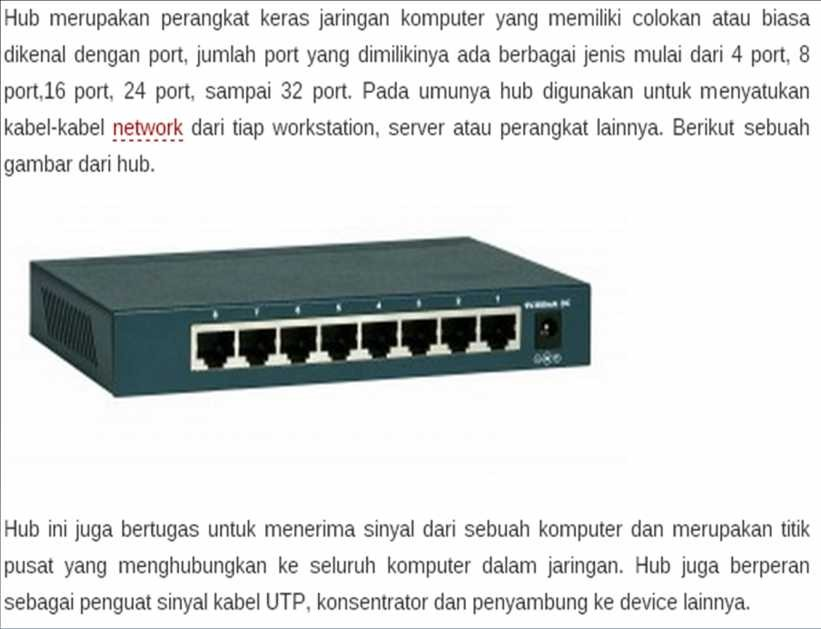 Hub merupakan perangkat keras jaringan komputer yang memiliki colokan atau biasa
dikenal dengan port, jumlah port yang dimilikinya ada berbagai jenis mulai dari 4 port, 8
port,16 port, 24 port, sampai 32 port. Pada umunya hub digunakan untuk menyatukan
kabel-kabel network dari tiap workstation, server atau perangkat lainnya. Berikut sebuah
gambar dari hub.
8 7 6 5 4 3 2 1
Hub ini juga bertugas untuk menerima sinyal dari sebuah komputer dan merupakan titik
pusat yang menghubungkan ke seluruh komputer dalam jaringan. Hub juga berperan
sebagai penguat sinyal kabel UTP, konsentrator dan penyambung ke device lainnya.